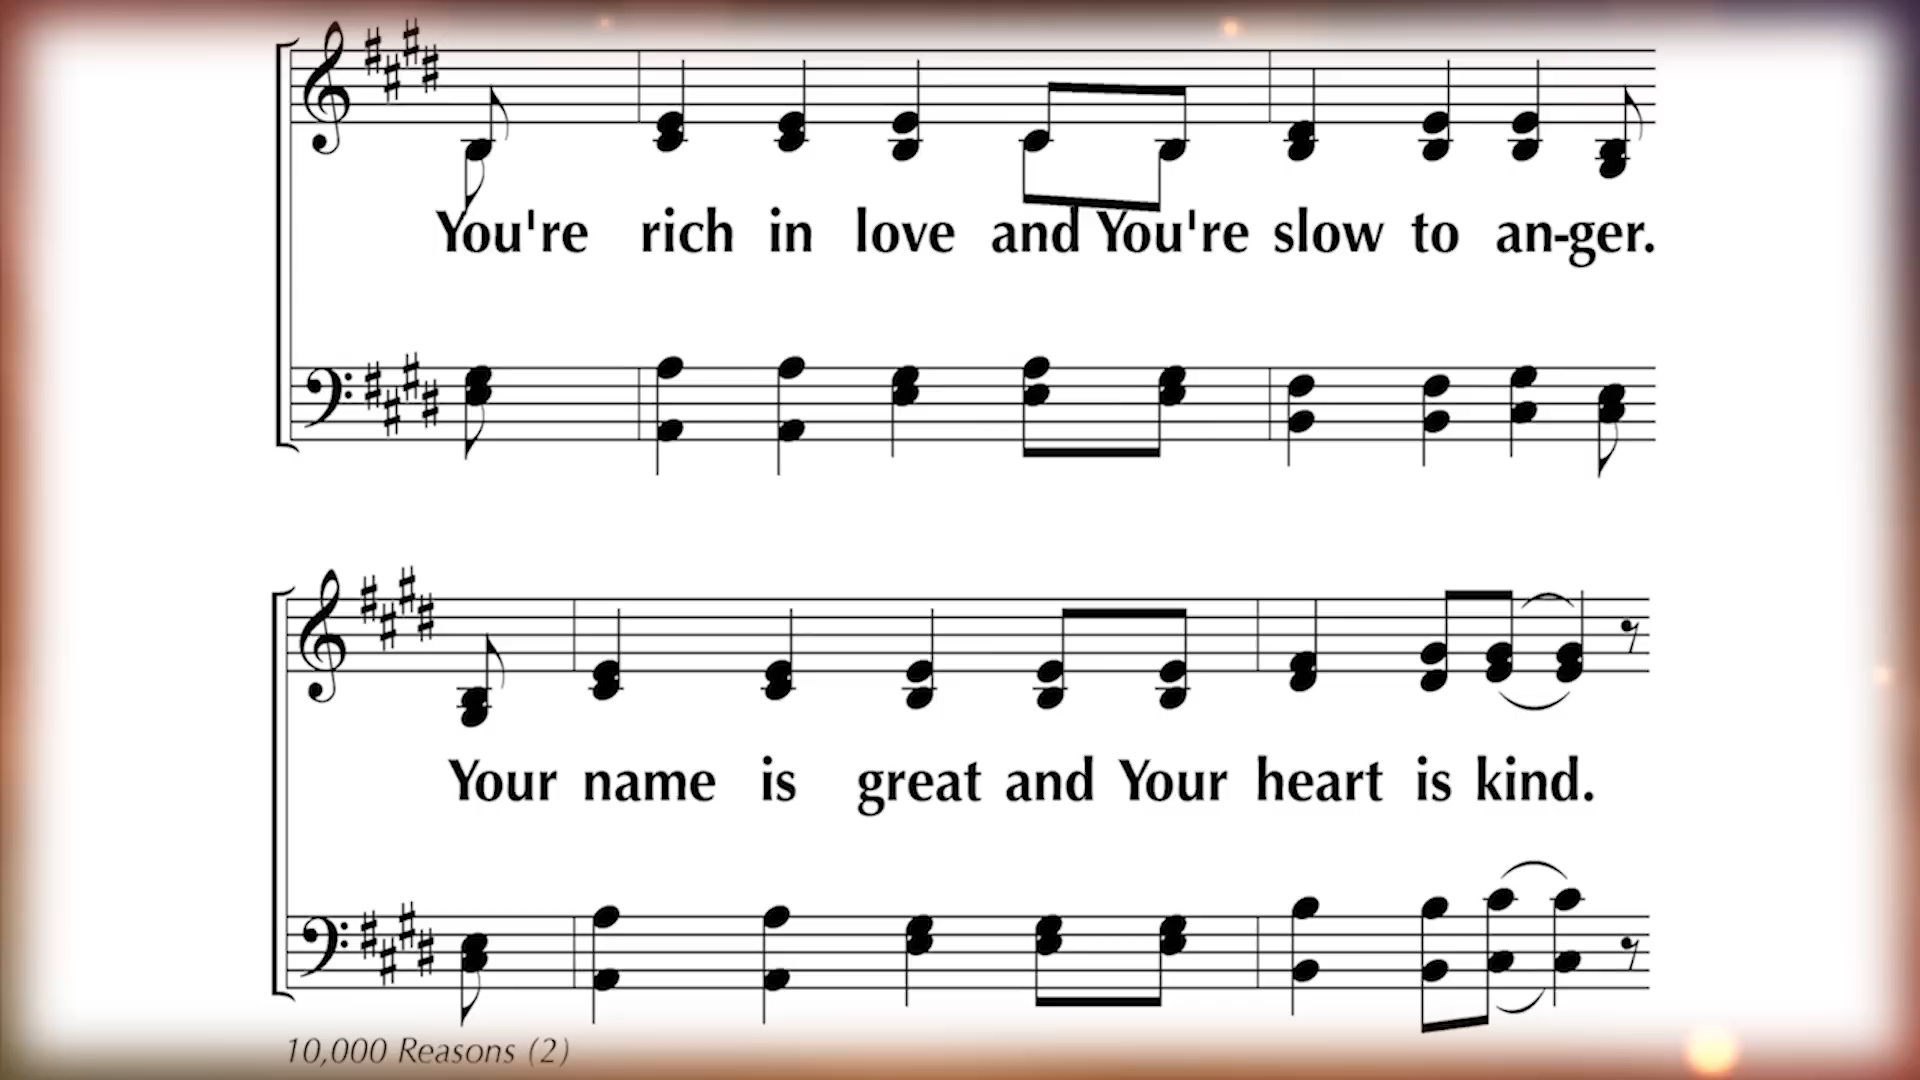 You're rich in love and You're slow to an-ger.
Your name is great and Your heart is kind.
10,000 Reasons (2)